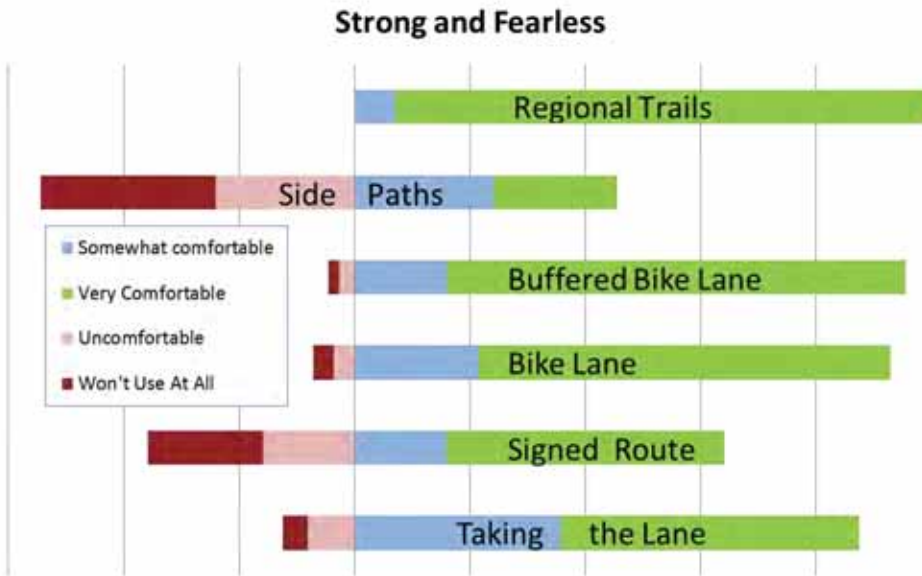 Strong and Fearless
Regional Trails
Side Paths
Somewhat comfortable
Very Comfortable
Uncomfortable
Won't Use At All
Buffered Bike Lane
Bike Lane
Signed Route
Taking the Lane